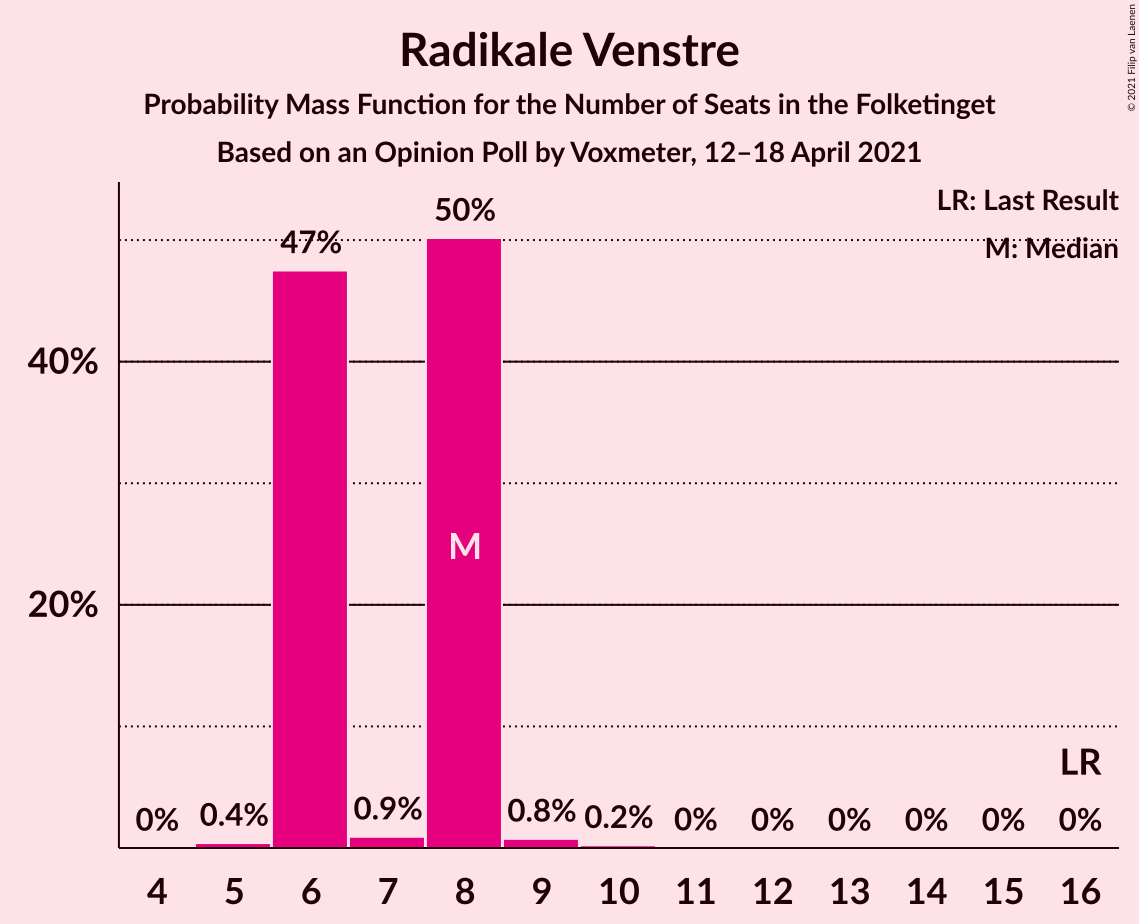 Radikale Venstre
Probability Mass Function for the Number of Seats in the Folketinget
Based on an Opinion Poll by Voxmeter, 12–18 April 2021
© 2021 Filip van Laenen
LR: Last Result
M: Median
50%
47%
40%
20%
M
LR
0% 0.4% 0.9% 0.8% 0.2% 0% 0% 0% 0% 0% 0%
4 5 6 7 8 9 10 11 12 13 14 15 16